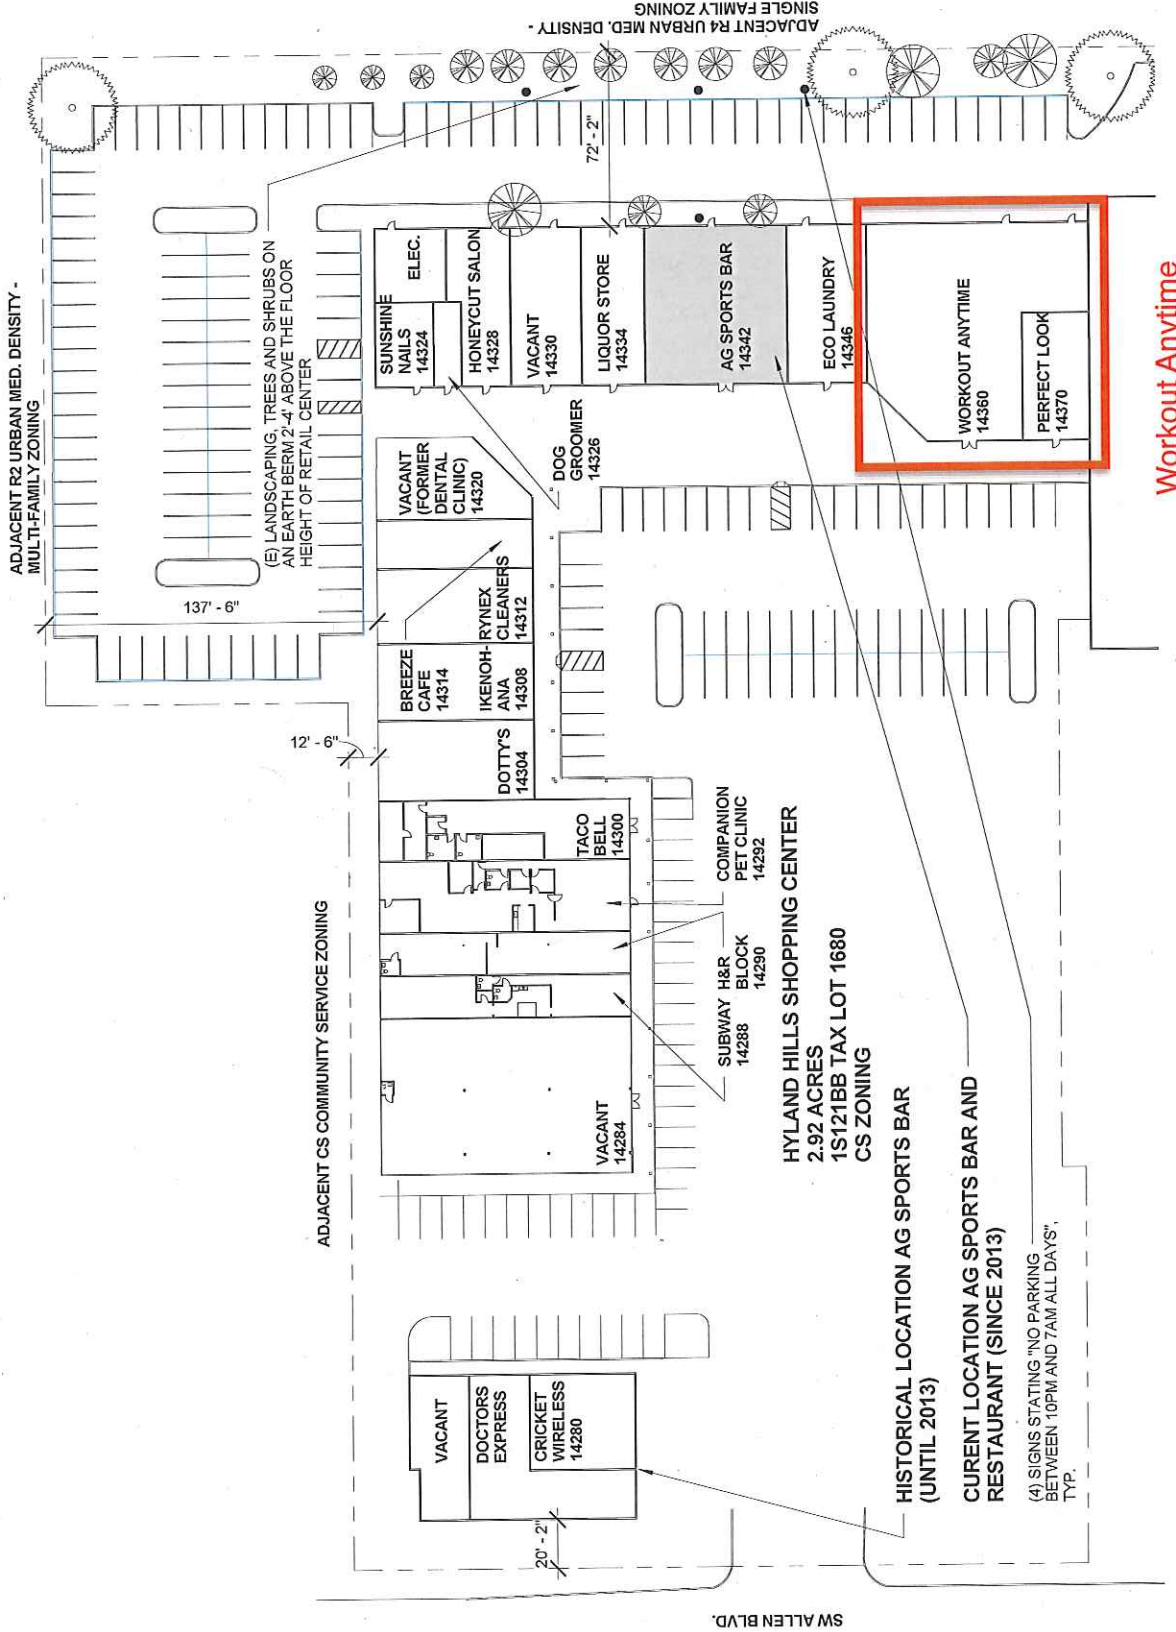 ADJACENT R4 URBAN MED. DENSITY -
SINGLE FAMILY ZONING
ADJACENT R2 URBAN MED. DENSITY -
MULTI-FAMILY ZONING
(E) LANDSCAPING, TREES AND SHRUBS ON
AN EARTH BERM 2'-4' ABOVE THE FLOOR
HEIGHT OF RETAIL CENTER
72' - 2"
137' - 6"
12' - 6"
SUNSHINE
NAILS
14324
ELEC.
HONEYCUT SALON
14328
VACANT
14330
LIQUOR STORE
14334
AG SPORTS BAR
14342
ECO LAUNDRY
14346
WORKOUT ANYTIME
14360
PERFECT LOOK
14370
Workout Anytime
DOG
GROOMER
14326
VACANT
(FORMER
DENTAL
CLINIC)
14320
RYNEX
CLEANERS
14312
BREEZE
CAFE
14314
IKENOH-
ANA
14308
DOTTY'S
14304
TACO
BELL
14300
COMPANION
PET CLINIC
14292
H&R
BLOCK
14290
SUBWAY
14288
VACANT
14284
ADJACENT CS COMMUNITY SERVICE ZONING
HYLAND HILLS SHOPPING CENTER
2.92 ACRES
1S121BB TAX LOT 1680
CS ZONING
VACANT
DOCTORS
EXPRESS
CRICKET
WIRELESS
14280
20' - 2"
HISTORICAL LOCATION AG SPORTS BAR
(UNTIL 2013)
CURENT LOCATION AG SPORTS BAR AND
RESTAURANT (SINCE 2013)
(4) SIGNS STATING "NO PARKING
BETWEEN 10PM AND 7AM ALL DAYS",
TYP.
SW ALLEN BLVD.